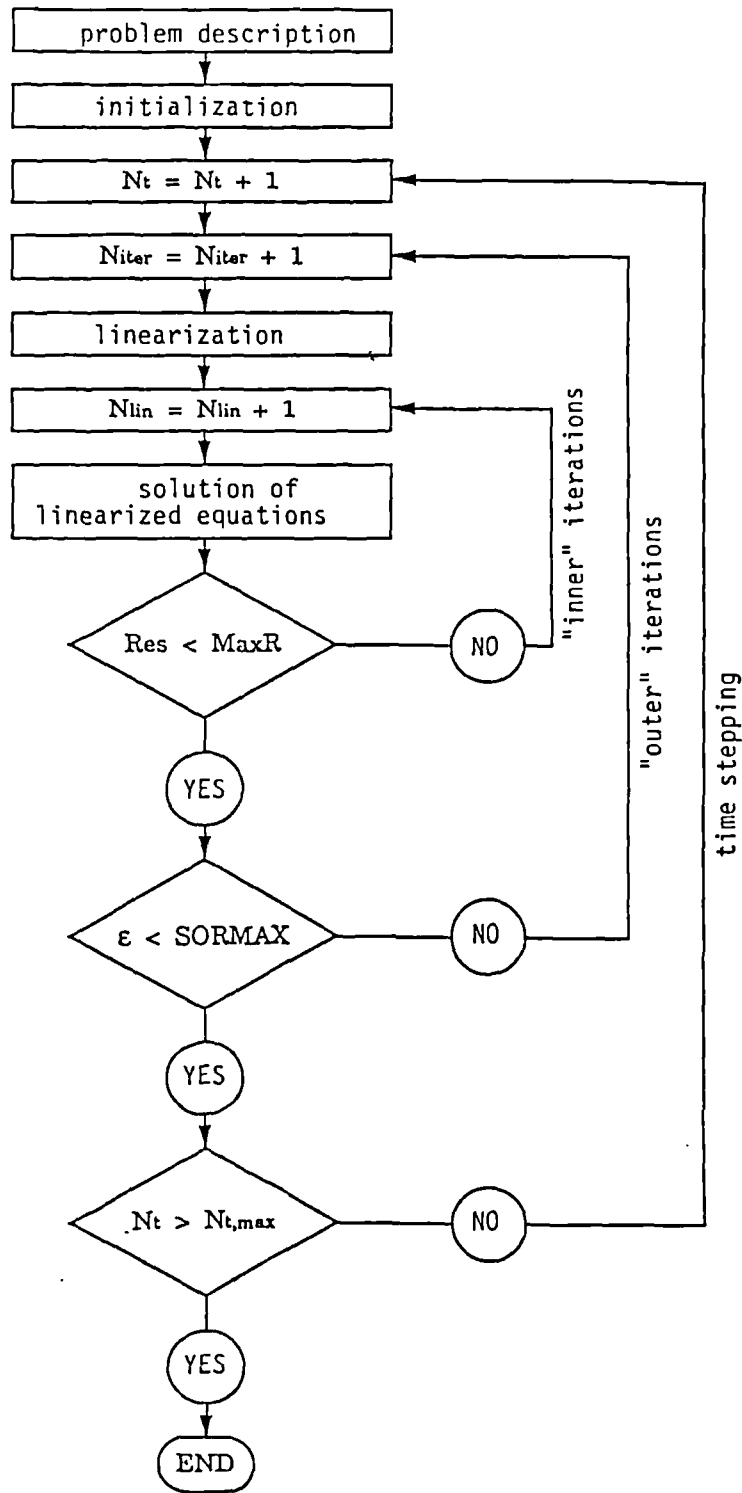 problem description
initialization
Nt = Nt + 1
Niter = Niter + 1
linearization
Nlin = Nlin + 1
solution of
linearized equations
Res < MaxR
NO
"inner" iterations
YES
ε < SORMAX
NO
"outer" iterations
YES
Nt > Nt,max
NO
time stepping
YES
END